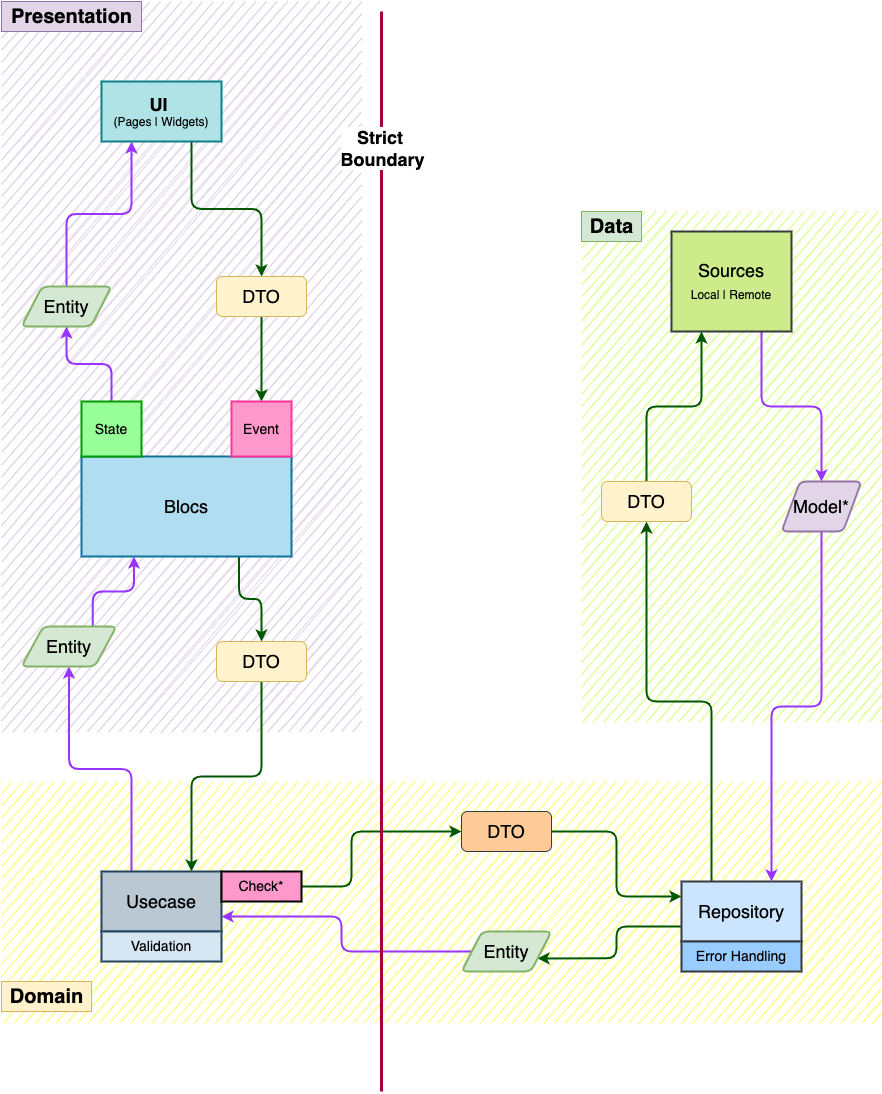 Presentation
UI
(Pages | Widgets)
Strict
Boundary
Data
Sources
Local | Remote
Entity
DTO
State
Event
Blocs
DTO
Model*
Entity
DTO
DTO
Usecase
Check*
Validation
Repository
Error Handling
Entity
Domain